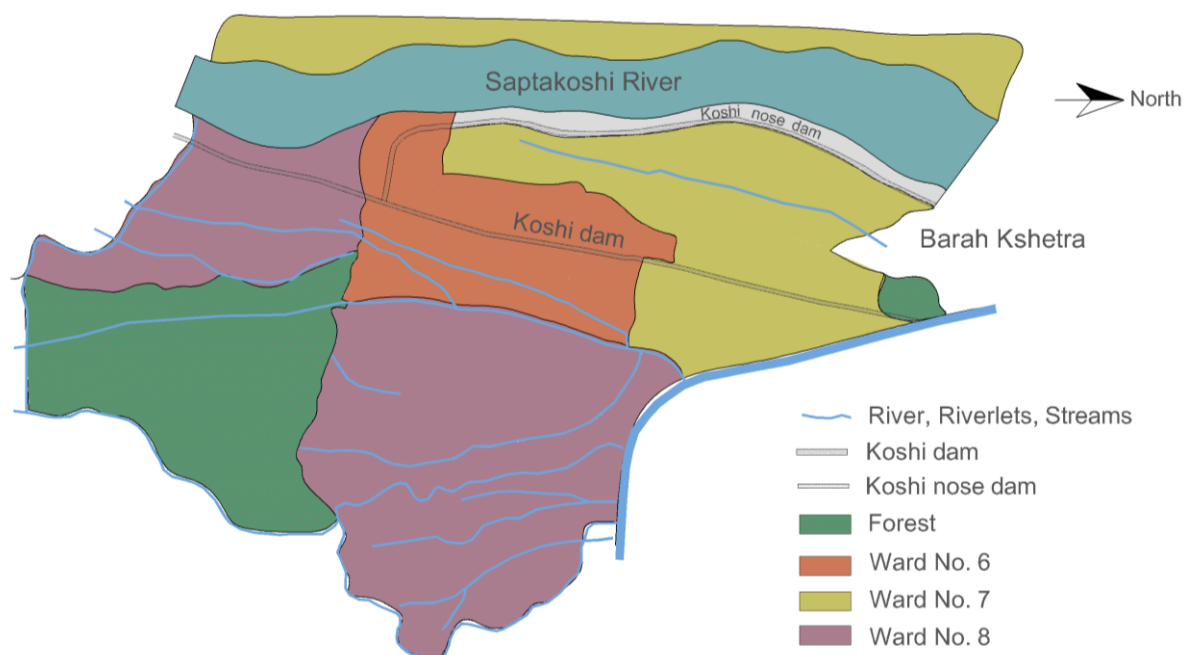 Saptakoshi River
Koshi nose dam
North
Koshi dam
Barah Kshetra
River, Riverlets, Streams
Koshi dam
Koshi nose dam
Forest
Ward No. 6
Ward No. 7
Ward No. 8